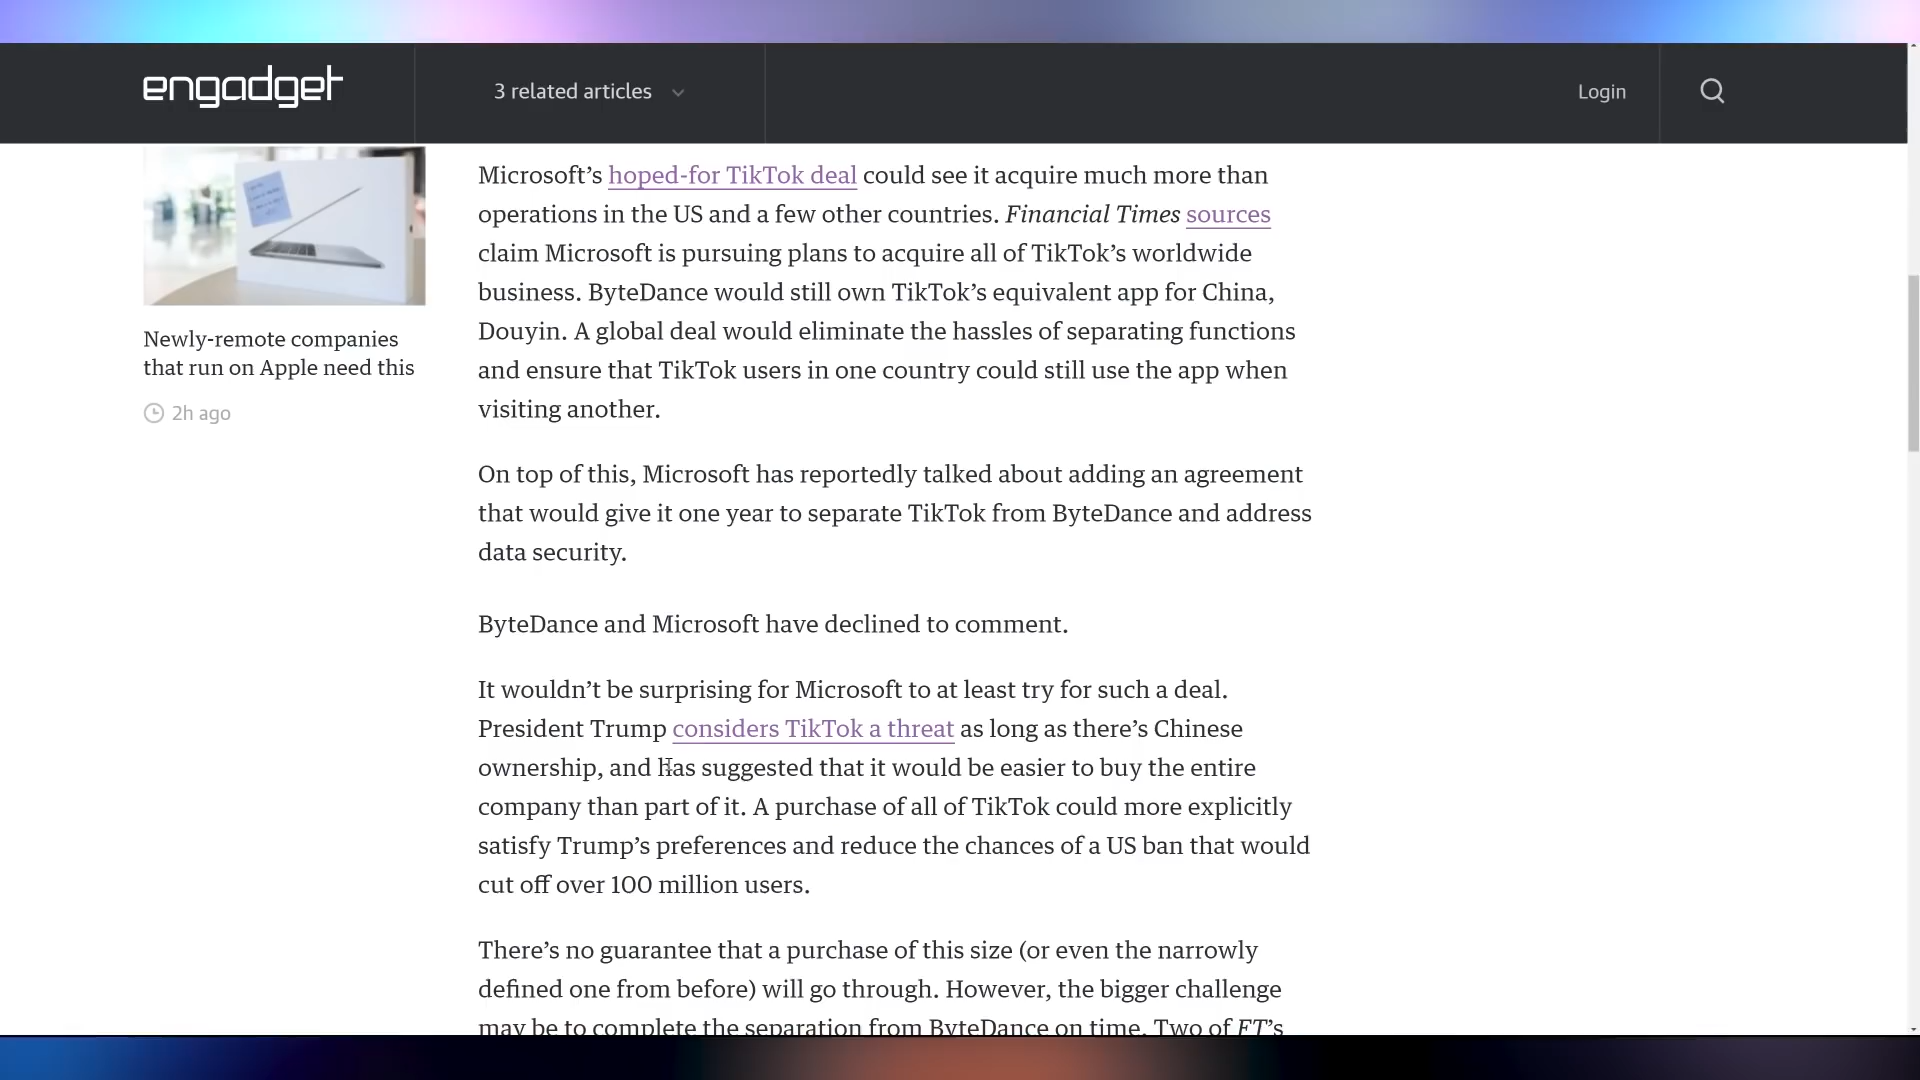 engadget
3 related articles
Login
Newly-remote companies
that run on Apple need this
2h ago
Microsoft’s hoped-for TikTok deal could see it acquire much more than
operations in the US and a few other countries. Financial Times sources
claim Microsoft is pursuing plans to acquire all of TikTok’s worldwide
business. ByteDance would still own TikTok’s equivalent app for China,
Douyin. A global deal would eliminate the hassles of separating functions
and ensure that TikTok users in one country could still use the app when
visiting another.
On top of this, Microsoft has reportedly talked about adding an agreement
that would give it one year to separate TikTok from ByteDance and address
data security.
ByteDance and Microsoft have declined to comment.
It wouldn’t be surprising for Microsoft to at least try for such a deal.
President Trump considers TikTok a threat as long as there’s Chinese
ownership, and has suggested that it would be easier to buy the entire
company than part of it. A purchase of all of TikTok could more explicitly
satisfy Trump’s preferences and reduce the chances of a US ban that would
cut off over 100 million users.
There’s no guarantee that a purchase of this size (or even the narrowly
defined one from before) will go through. However, the bigger challenge
may be to complete the separation from ByteDance on time. Two of FT’s